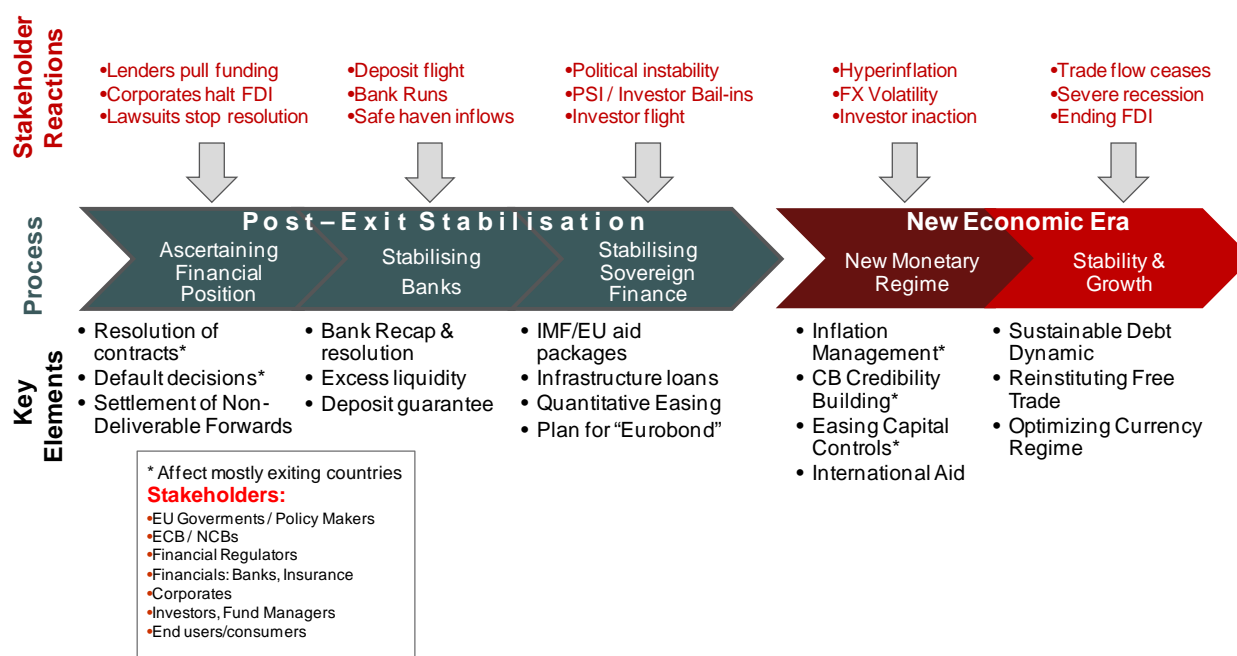 Stakeholder
Reactions
•Lenders pull funding
•Corporates halt FDI
•Lawsuits stop resolution
•Deposit flight
•Bank Runs
•Safe haven inflows
•Political instability
•PSI / Investor Bail-ins
•Investor flight
•Hyperinflation
•FX Volatility
•Investor inaction
•Trade flow ceases
•Severe recession
•Ending FDI
Process
Post–Exit Stabilisation
Ascertaining
Financial
Position
Stabilising
Banks
Stabilising
Sovereign
Finance
New Economic Era
New Monetary
Regime
Stability &
Growth
Key
Elements
• Resolution of
contracts*
• Default decisions*
• Settlement of Non-
Deliverable Forwards
• Bank Recap &
resolution
• Excess liquidity
• Deposit guarantee
• IMF/EU aid
packages
• Infrastructure loans
• Quantitative Easing
• Plan for “Eurobond”
• Inflation
Management*
• CB Credibility
Building*
• Easing Capital
Controls*
• International Aid
• Sustainable Debt
Dynamic
• Reinstituting Free
Trade
• Optimizing Currency
Regime
* Affect mostly exiting countries
Stakeholders:
•EU Goverments / Policy Makers
•ECB / NCBs
•Financial Regulators
•Financials: Banks, Insurance
•Corporates
•Investors, Fund Managers
•End users/consumers